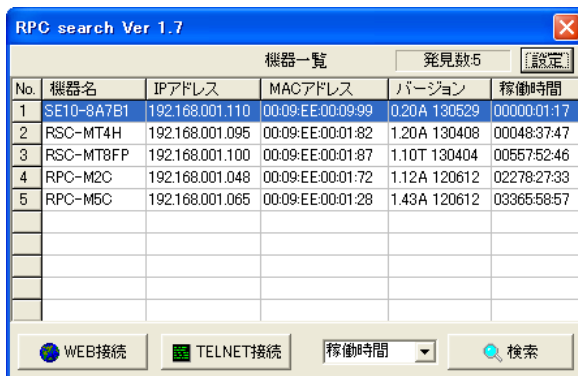 RPC search Ver 1.7
機器一覧 発見数:5 設定
No. 機器名 IPアドレス MACアドレス バージョン 稼働時間
1 SE10-8A7B1 192.168.001.110 00:09:EE:00:09:99 0.20A 130529 00000:01:17
2 RSC-MT4H 192.168.001.095 00:09:EE:00:01:82 1.20A 130408 00048:37:47
3 RSC-MT8FP 192.168.001.100 00:09:EE:00:01:87 1.10T 130404 00557:52:46
4 RPC-M2C 192.168.001.048 00:09:EE:00:01:72 1.12A 120612 02278:27:33
5 RPC-M5C 192.168.001.065 00:09:EE:00:01:28 1.43A 120612 03365:58:57
WEB接続 TELNET接続 稼働時間 検索